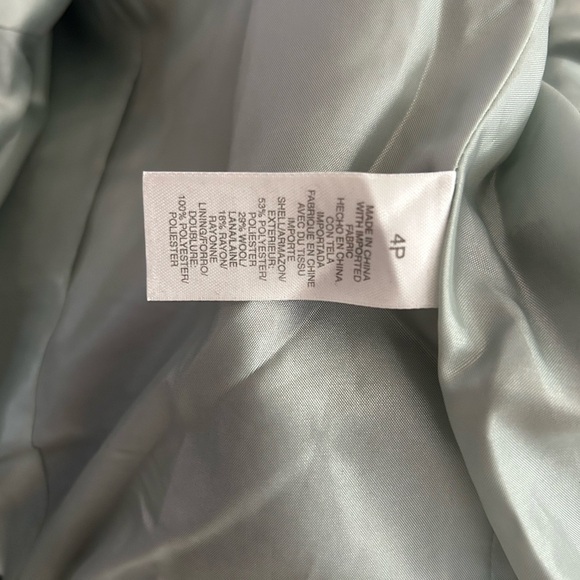 4P
MADE IN CHINA
WITH IMPORTED
FABRIC
HECHO EN CHINA
CON TELA
IMPORTADA
FABRIQUE EN CHINE
AVEC DU TISSU
IMPORTE
SHELL/ARMAZON/
EXTERIEUR:
53% POLYESTER/
POLIESTER
29% WOOL/
LANA/LAINE
18% RAYON/
RAYONNE
LINING/FORRO/
DOUBLURE:
100% POLYESTER/
POLIESTER